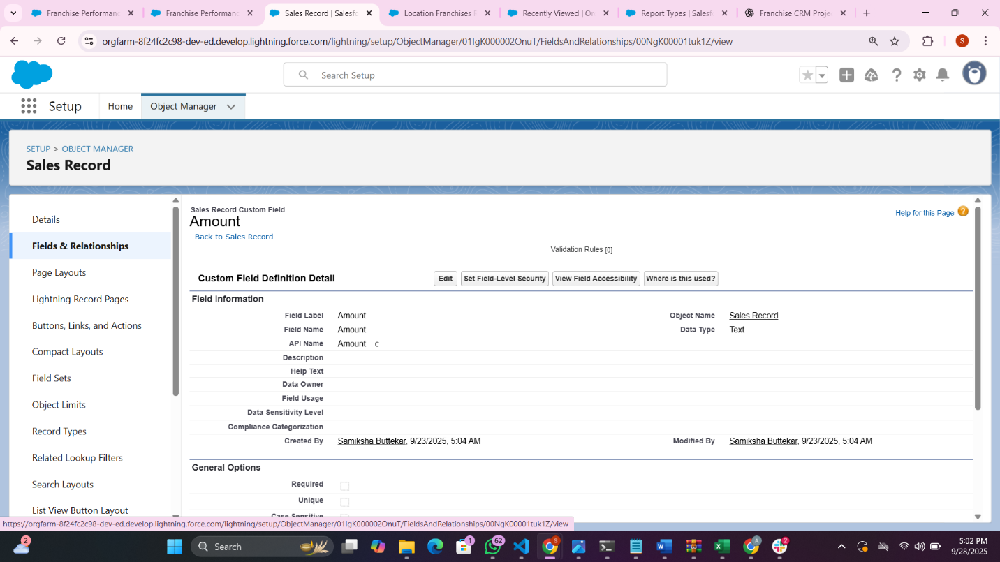 Franchise Performanc
Franchise Performanc
Sales Record | Salesfo
Location Franchises R
Recently Viewed | On
Report Types | Salesfo
Franchise CRM Projec
orgfarm-8f24fc2c98-dev-ed.develop.lightning.force.com/lightning/setup/ObjectManager/01IgK000002OnuT/FieldsAndRelationships/00NgK00001tuk1Z/view
S
Search Setup
Setup
Home
Object Manager
SETUP > OBJECT MANAGER
Sales Record
Details
Fields & Relationships
Page Layouts
Lightning Record Pages
Buttons, Links, and Actions
Compact Layouts
Field Sets
Object Limits
Record Types
Related Lookup Filters
Search Layouts
List View Button Layout
Sales Record Custom Field
Amount
Back to Sales Record
Help for this Page
Validation Rules [0]
Custom Field Definition Detail
Edit
Set Field-Level Security
View Field Accessibility
Where is this used?
Field Information
Field Label Amount Object Name Sales Record
Field Name Amount Data Type Text
API Name Amount__c
Description
Help Text
Data Owner
Field Usage
Data Sensitivity Level
Compliance Categorization
Created By Samiksha Buttekar, 9/23/2025, 5:04 AM Modified By Samiksha Buttekar, 9/23/2025, 5:04 AM
General Options
Required
Unique
Case Sensitive
https://orgfarm-8f24fc2c98-dev-ed.develop.lightning.force.com/lightning/setup/ObjectManager/01IgK000002OnuT/FieldsAndRelationships/00NgK00001tuk1Z/view
2
Search
1
62
S
A
2
5:02 PM
9/28/2025